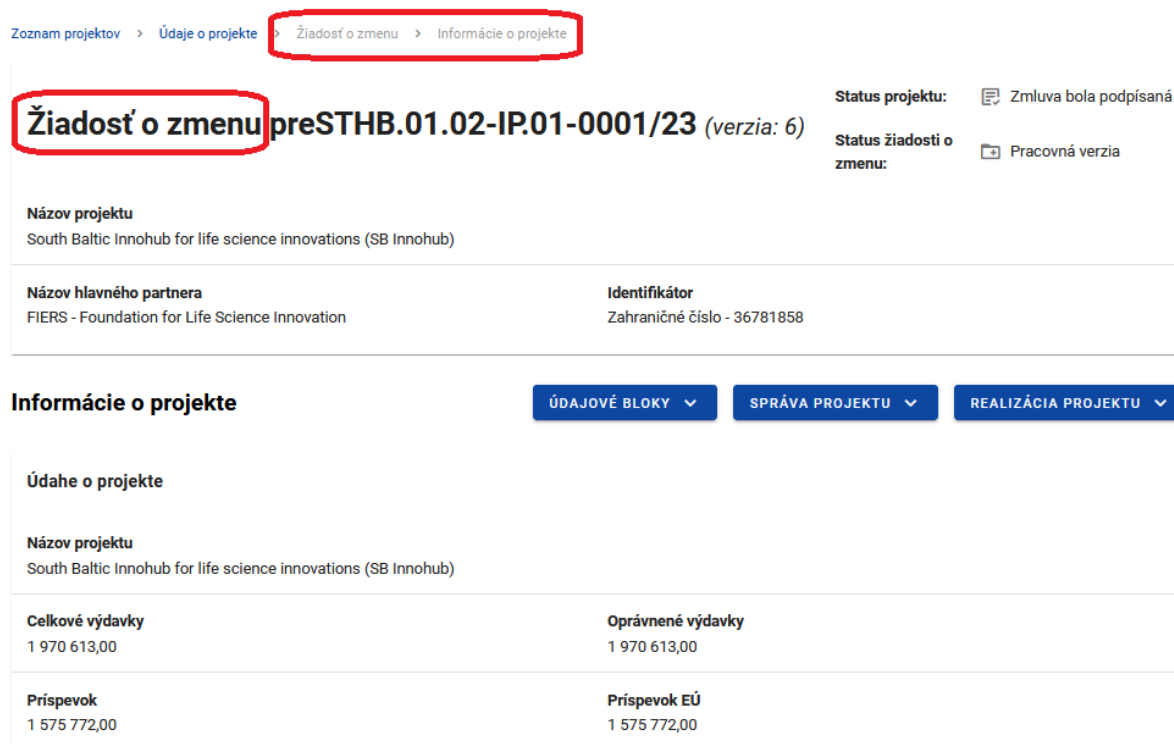 Zoznam projektov > Údaje o projekte > Žiadosť o zmenu > Informácie o projekte
Žiadosť o zmenu preSTHB.01.02-IP.01-0001/23 (verzia: 6)
Status projektu: Zmluva bola podpísaná
Status žiadosti o zmenu: Pracovná verzia
Názov projektu
South Baltic Innohub for life science innovations (SB Innohub)
Názov hlavného partnera
FIERS - Foundation for Life Science Innovation
Identifikátor
Zahraničné číslo - 36781858
Informácie o projekte
ÚDAJOVÉ BLOKY
SPRÁVA PROJEKTU
REALIZÁCIA PROJEKTU
Údahe o projekte
Názov projektu
South Baltic Innohub for life science innovations (SB Innohub)
Celkové výdavky
1 970 613,00
Oprávnené výdavky
1 970 613,00
Príspevok
1 575 772,00
Príspevok EÚ
1 575 772,00